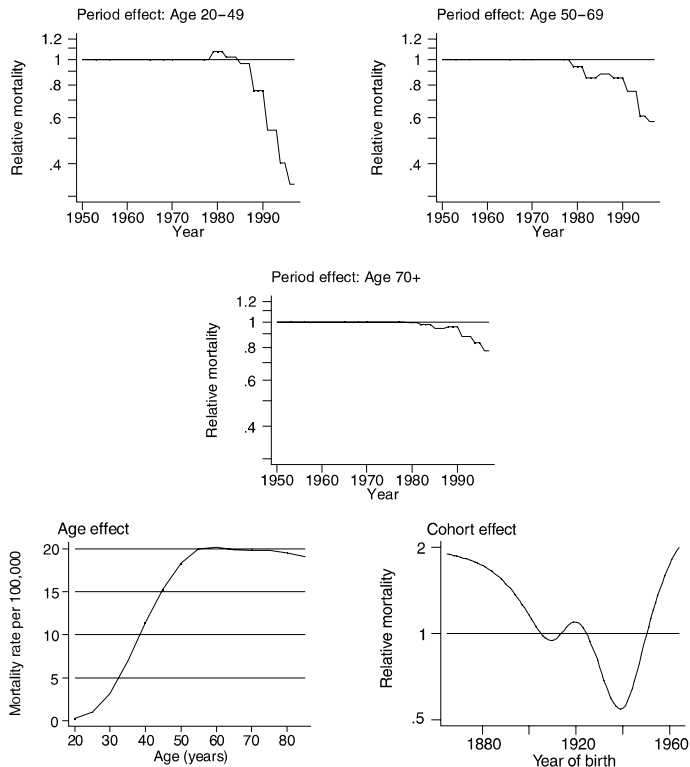 Period effect: Age 20–49
Relative mortality
1.2
1
.8
.6
.4
1950 1960 1970 1980 1990
Year
Period effect: Age 50–69
Relative mortality
1.2
1
.8
.6
.4
1950 1960 1970 1980 1990
Year
Period effect: Age 70+
Relative mortality
1.2
1
.8
.6
.4
1950 1960 1970 1980 1990
Year
Age effect
Mortality rate per 100,000
20
15
10
5
0
20 30 40 50 60 70 80
Age (years)
Cohort effect
Relative mortality
2
1
.5
1880 1920 1960
Year of birth